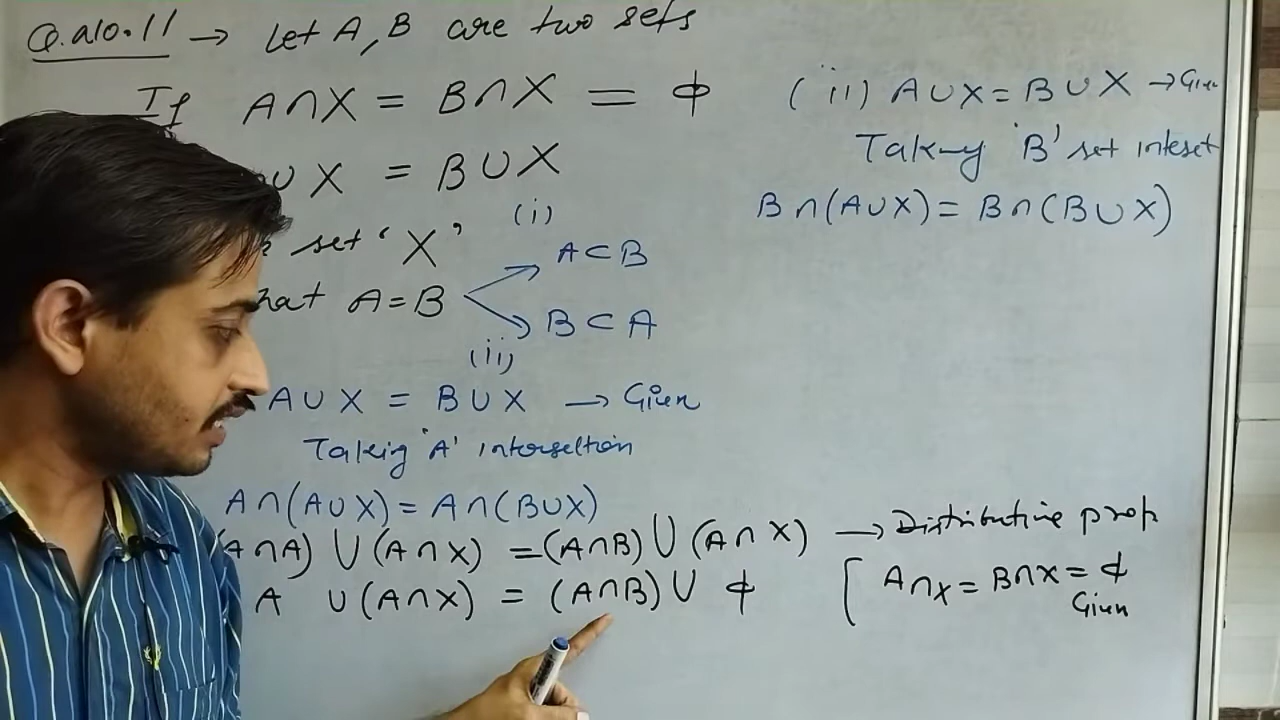 Q.no.11 → Let A, B are two sets
If A∩X = B∩X = ϕ
∪ X = B∪X
set 'X'
hat A=B
(i)
A⊂B
B⊂A
(ii)
A∪X = B∪X → Given
Taking 'A' intersection
A∩(A∪X) = A∩(B∪X)
(A∩A) ∪ (A∩X) = (A∩B) ∪ (A∩X) → Distributive prop
A ∪ (A∩X) = (A∩B) ∪ ϕ [ A∩X = B∩X = ϕ
Given
(ii) A∪X = B∪X → Given
Taking 'B' set inteset
B∩(A∪X) = B∩(B∪X)